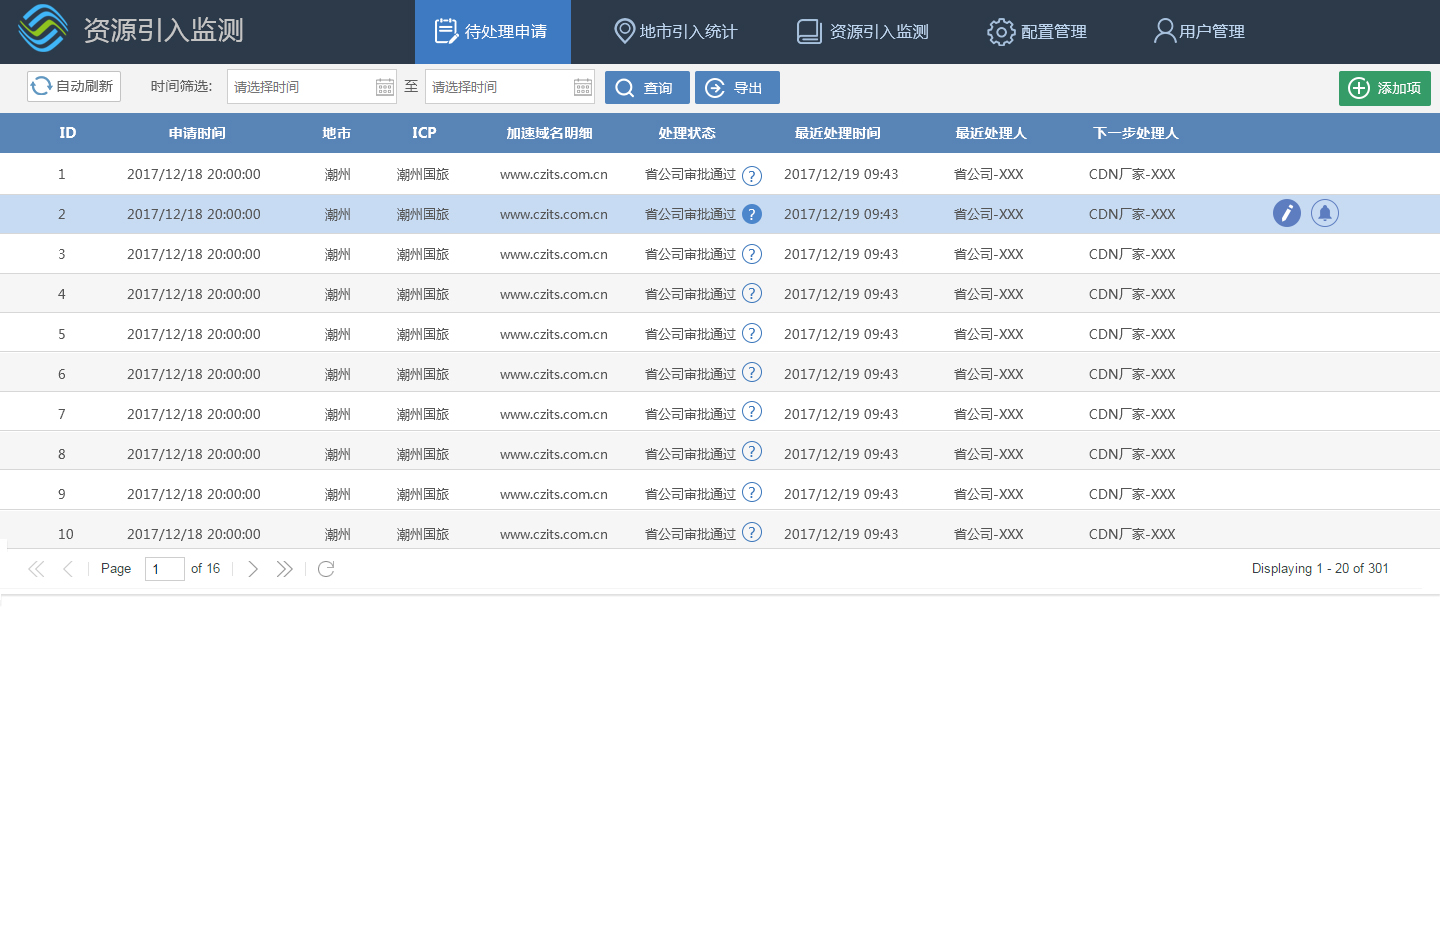 资源引入监测 待处理申请 地市引入统计 资源引入监测 配置管理 用户管理
自动刷新 时间筛选: 请选择时间 至 请选择时间 查询 导出 添加项
ID 申请时间 地市 ICP 加速域名明细 处理状态 最近处理时间 最近处理人 下一步处理人
1 2017/12/18 20:00:00 潮州 潮州国旅 www.czits.com.cn 省公司审批通过 ? 2017/12/19 09:43 省公司-XXX CDN厂家-XXX
2 2017/12/18 20:00:00 潮州 潮州国旅 www.czits.com.cn 省公司审批通过 ? 2017/12/19 09:43 省公司-XXX CDN厂家-XXX
3 2017/12/18 20:00:00 潮州 潮州国旅 www.czits.com.cn 省公司审批通过 ? 2017/12/19 09:43 省公司-XXX CDN厂家-XXX
4 2017/12/18 20:00:00 潮州 潮州国旅 www.czits.com.cn 省公司审批通过 ? 2017/12/19 09:43 省公司-XXX CDN厂家-XXX
5 2017/12/18 20:00:00 潮州 潮州国旅 www.czits.com.cn 省公司审批通过 ? 2017/12/19 09:43 省公司-XXX CDN厂家-XXX
6 2017/12/18 20:00:00 潮州 潮州国旅 www.czits.com.cn 省公司审批通过 ? 2017/12/19 09:43 省公司-XXX CDN厂家-XXX
7 2017/12/18 20:00:00 潮州 潮州国旅 www.czits.com.cn 省公司审批通过 ? 2017/12/19 09:43 省公司-XXX CDN厂家-XXX
8 2017/12/18 20:00:00 潮州 潮州国旅 www.czits.com.cn 省公司审批通过 ? 2017/12/19 09:43 省公司-XXX CDN厂家-XXX
9 2017/12/18 20:00:00 潮州 潮州国旅 www.czits.com.cn 省公司审批通过 ? 2017/12/19 09:43 省公司-XXX CDN厂家-XXX
10 2017/12/18 20:00:00 潮州 潮州国旅 www.czits.com.cn 省公司审批通过 ? 2017/12/19 09:43 省公司-XXX CDN厂家-XXX
Page 1 of 16 Displaying 1 - 20 of 301